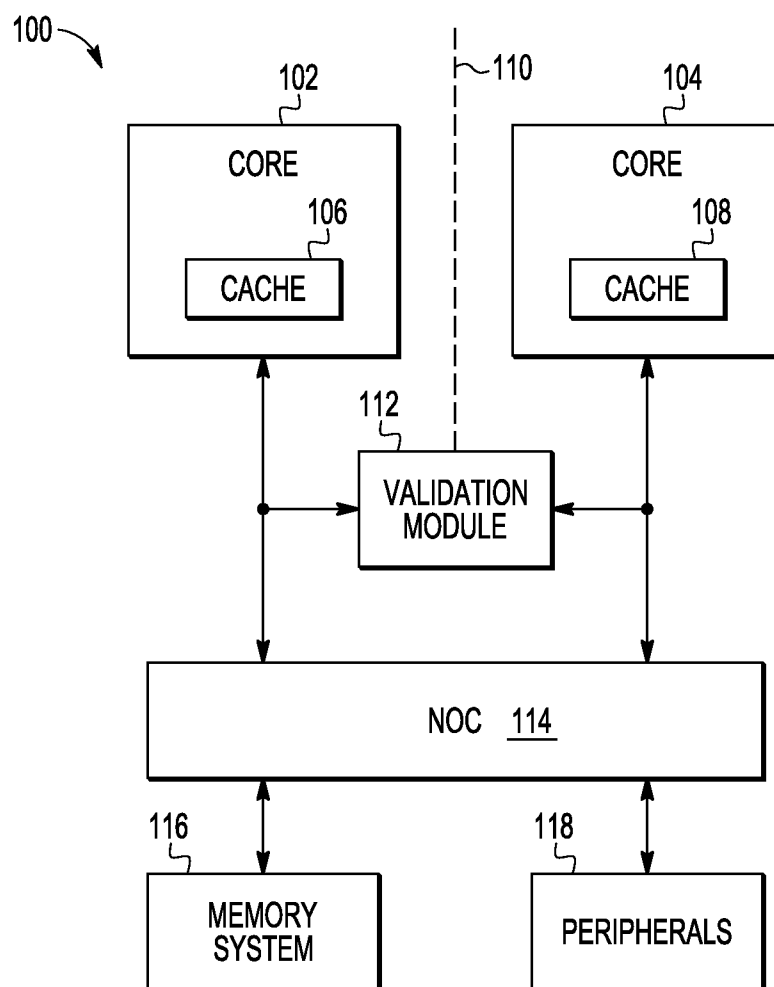 100
102
110
104
CORE
CORE
106
108
CACHE
CACHE
112
VALIDATION
MODULE
NOC 114
116
118
MEMORY
SYSTEM
PERIPHERALS